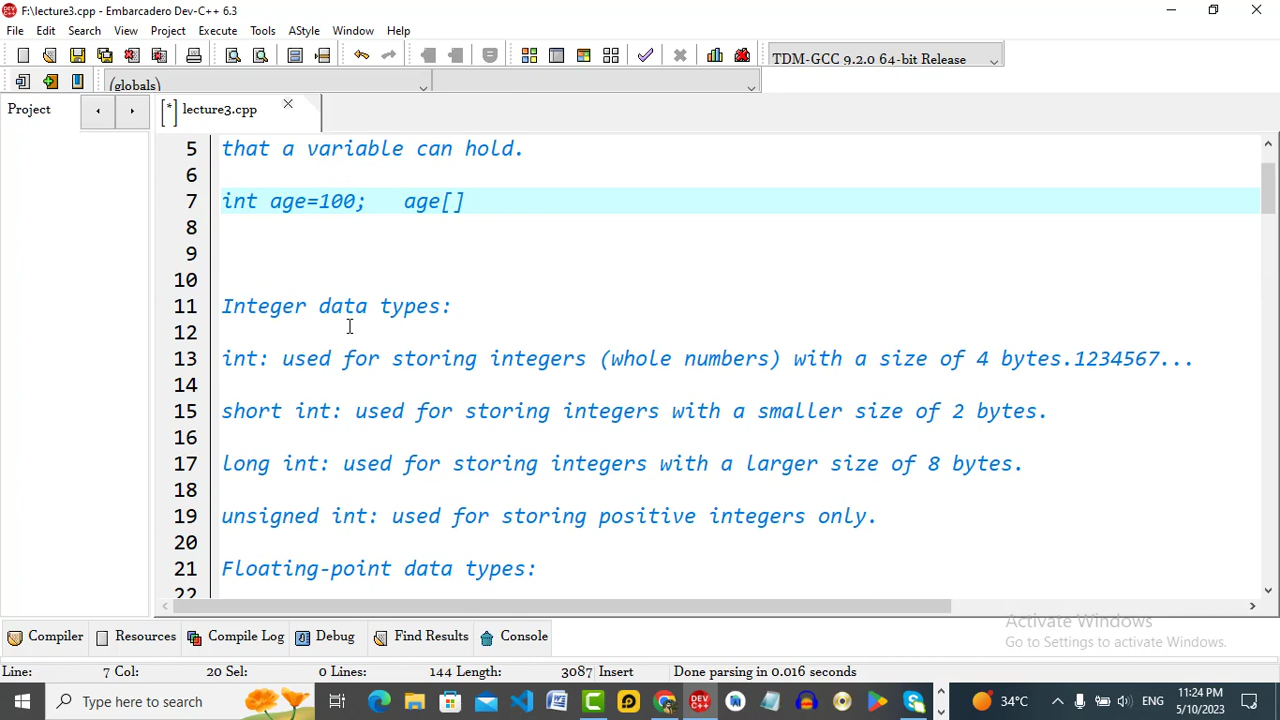 F:\lecture3.cpp - Embarcadero Dev-C++ 6.3
File Edit Search View Project Execute Tools AStyle Window Help
TDM-GCC 9.2.0 64-bit Release
(globals)
Project
[*] lecture3.cpp
5 that a variable can hold.
6
7 int age=100;   age[]
8
9
10
11 Integer data types:
12
13 int: used for storing integers (whole numbers) with a size of 4 bytes.1234567...
14
15 short int: used for storing integers with a smaller size of 2 bytes.
16
17 long int: used for storing integers with a larger size of 8 bytes.
18
19 unsigned int: used for storing positive integers only.
20
21 Floating-point data types:
22
Activate Windows
Go to Settings to activate Windows.
Compiler Resources Compile Log Debug Find Results Console
Line: 7 Col: 20 Sel: 0 Lines: 144 Length: 3087 Insert Done parsing in 0.016 seconds
Type here to search
34°C
ENG
11:24 PM
5/10/2023